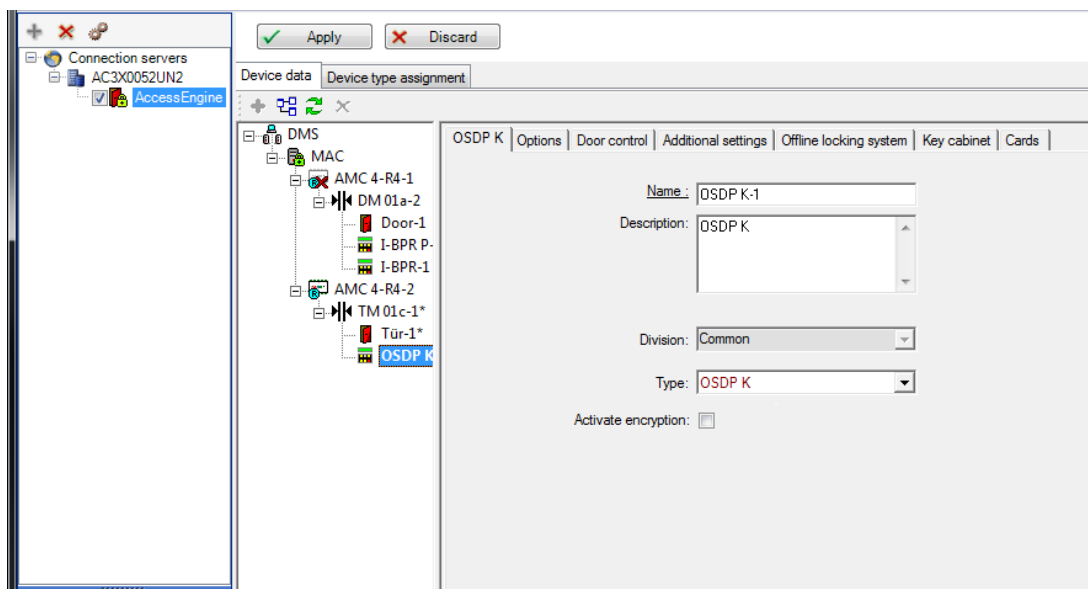 Apply Discard
Connection servers
AC3X0052UN2
AccessEngine
Device data Device type assignment
DMS
MAC
AMC 4-R4-1
DM 01a-2
Door-1
I-BPR P-
I-BPR-1
AMC 4-R4-2
TM 01c-1*
Tür-1*
OSDP K
OSDP K Options Door control Additional settings Offline locking system Key cabinet Cards
Name : OSDP K-1
Description: OSDP K
Division: Common
Type: OSDP K
Activate encryption: